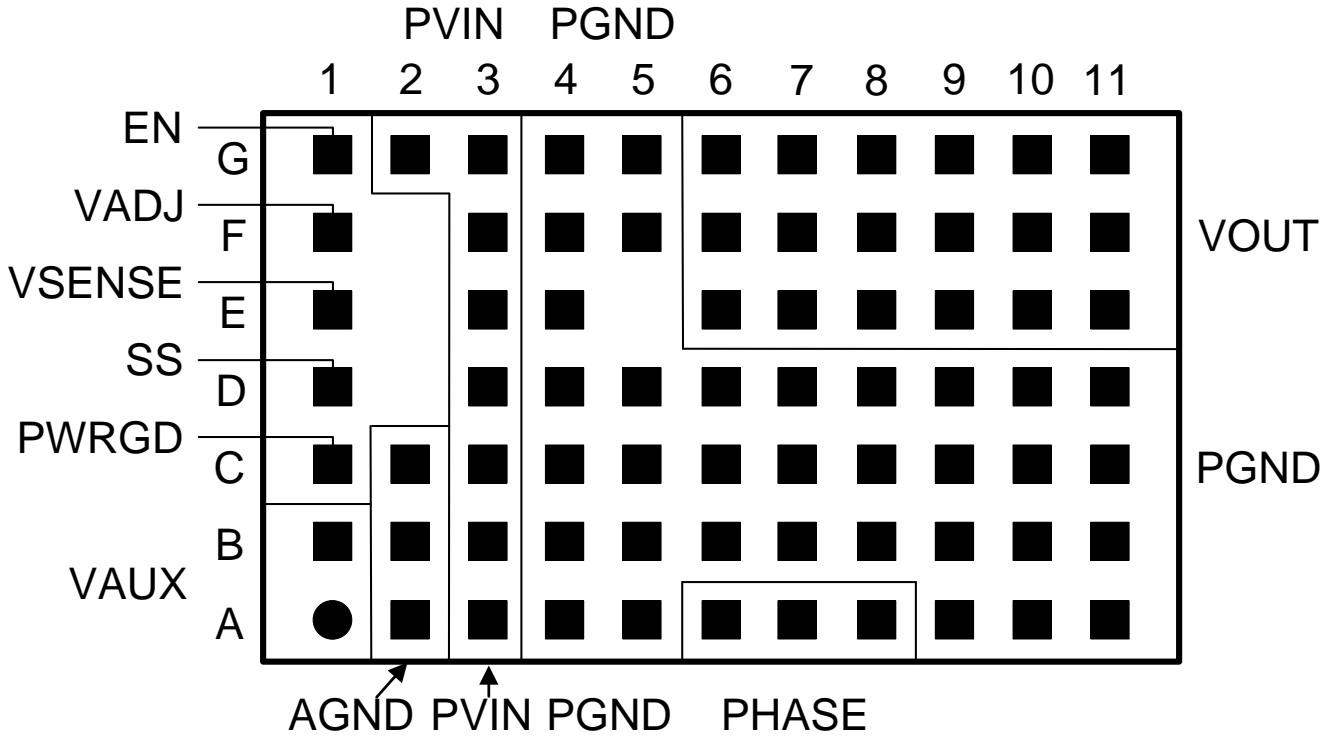 PVIN PGND
1 2 3 4 5 6 7 8 9 10 11
EN
G
VADJ
F
VOUT
VSENSE
E
SS
D
PWRGD
C
PGND
B
VAUX
A
AGND PVIN PGND PHASE